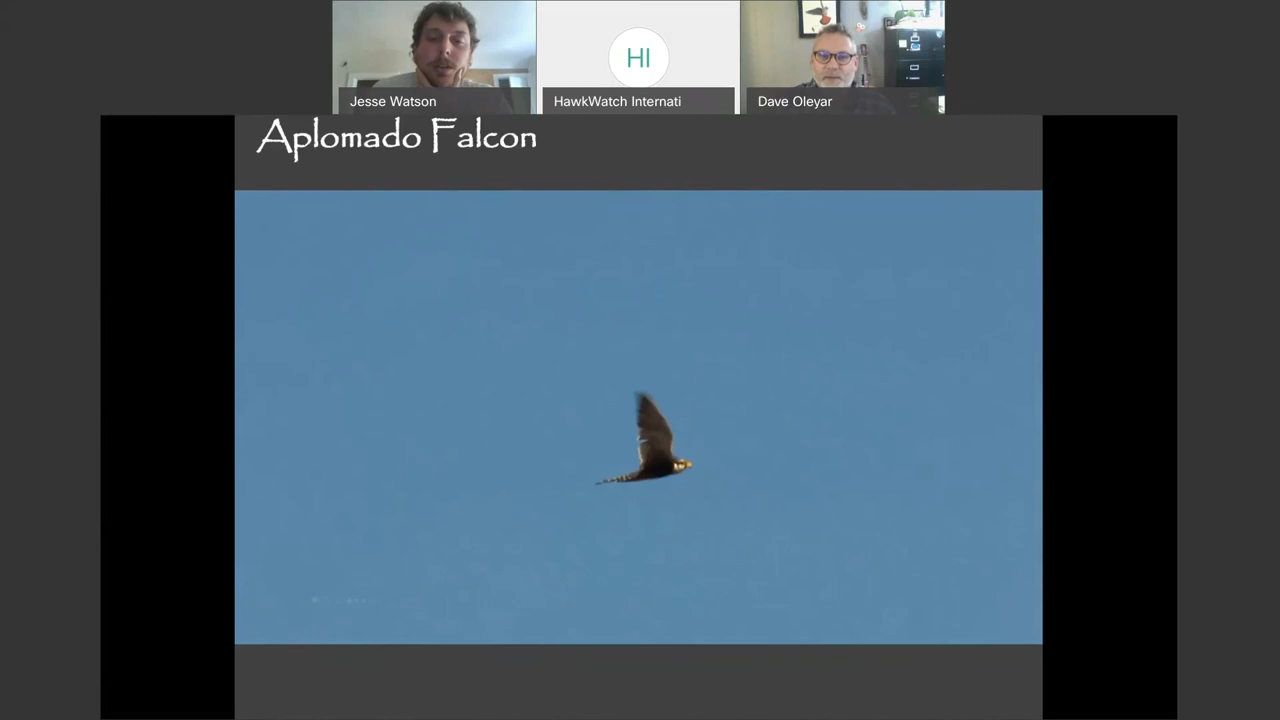 HI
Jesse Watson
HawkWatch Internati
Dave Oleyar
Aplomado Falcon